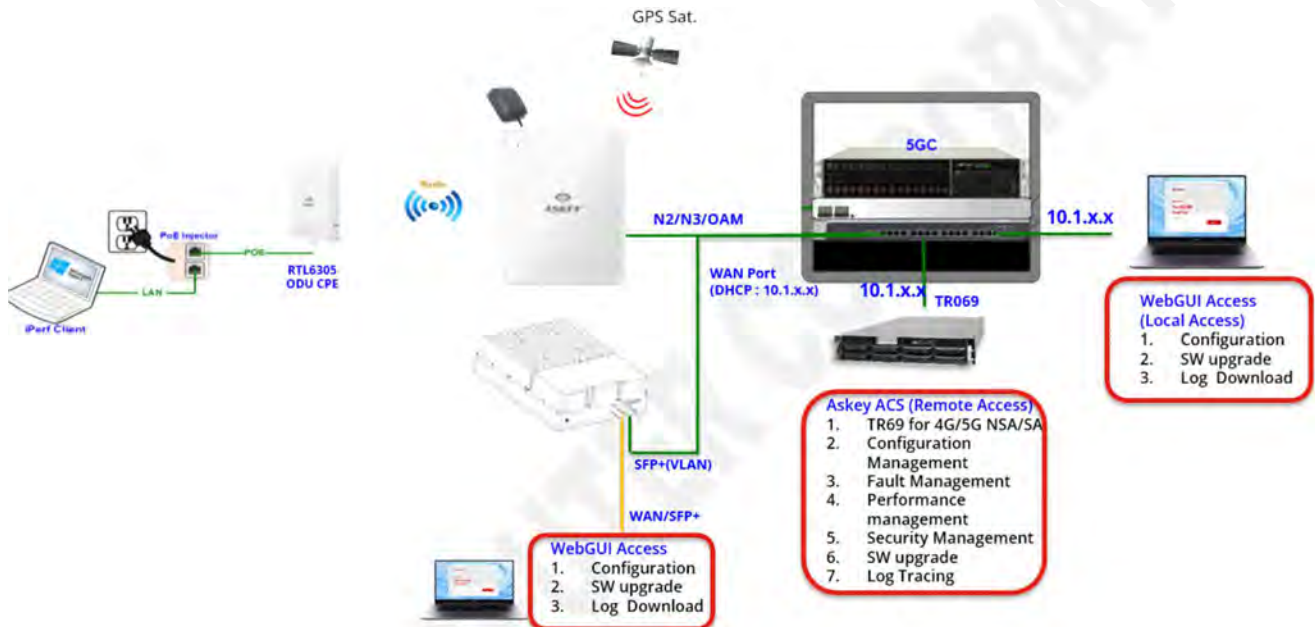 GPS Sat.
5GC
Radio
ASKEY
N2/N3/OAM
10.1.x.x
PoE Injector
POE
RTL6305
ODU CPE
LAN
iPerf Client
WAN Port
(DHCP : 10.1.x.x)
10.1.x.x
TR069
WebGUI Access
(Local Access)
1. Configuration
2. SW upgrade
3. Log Download
Askey ACS (Remote Access)
1. TR69 for 4G/5G NSA/SA
2. Configuration
Management
3. Fault Management
4. Performance
management
5. Security Management
6. SW upgrade
7. Log Tracing
SFP+(VLAN)
WAN/SFP+
WebGUI Access
1. Configuration
2. SW upgrade
3. Log Download